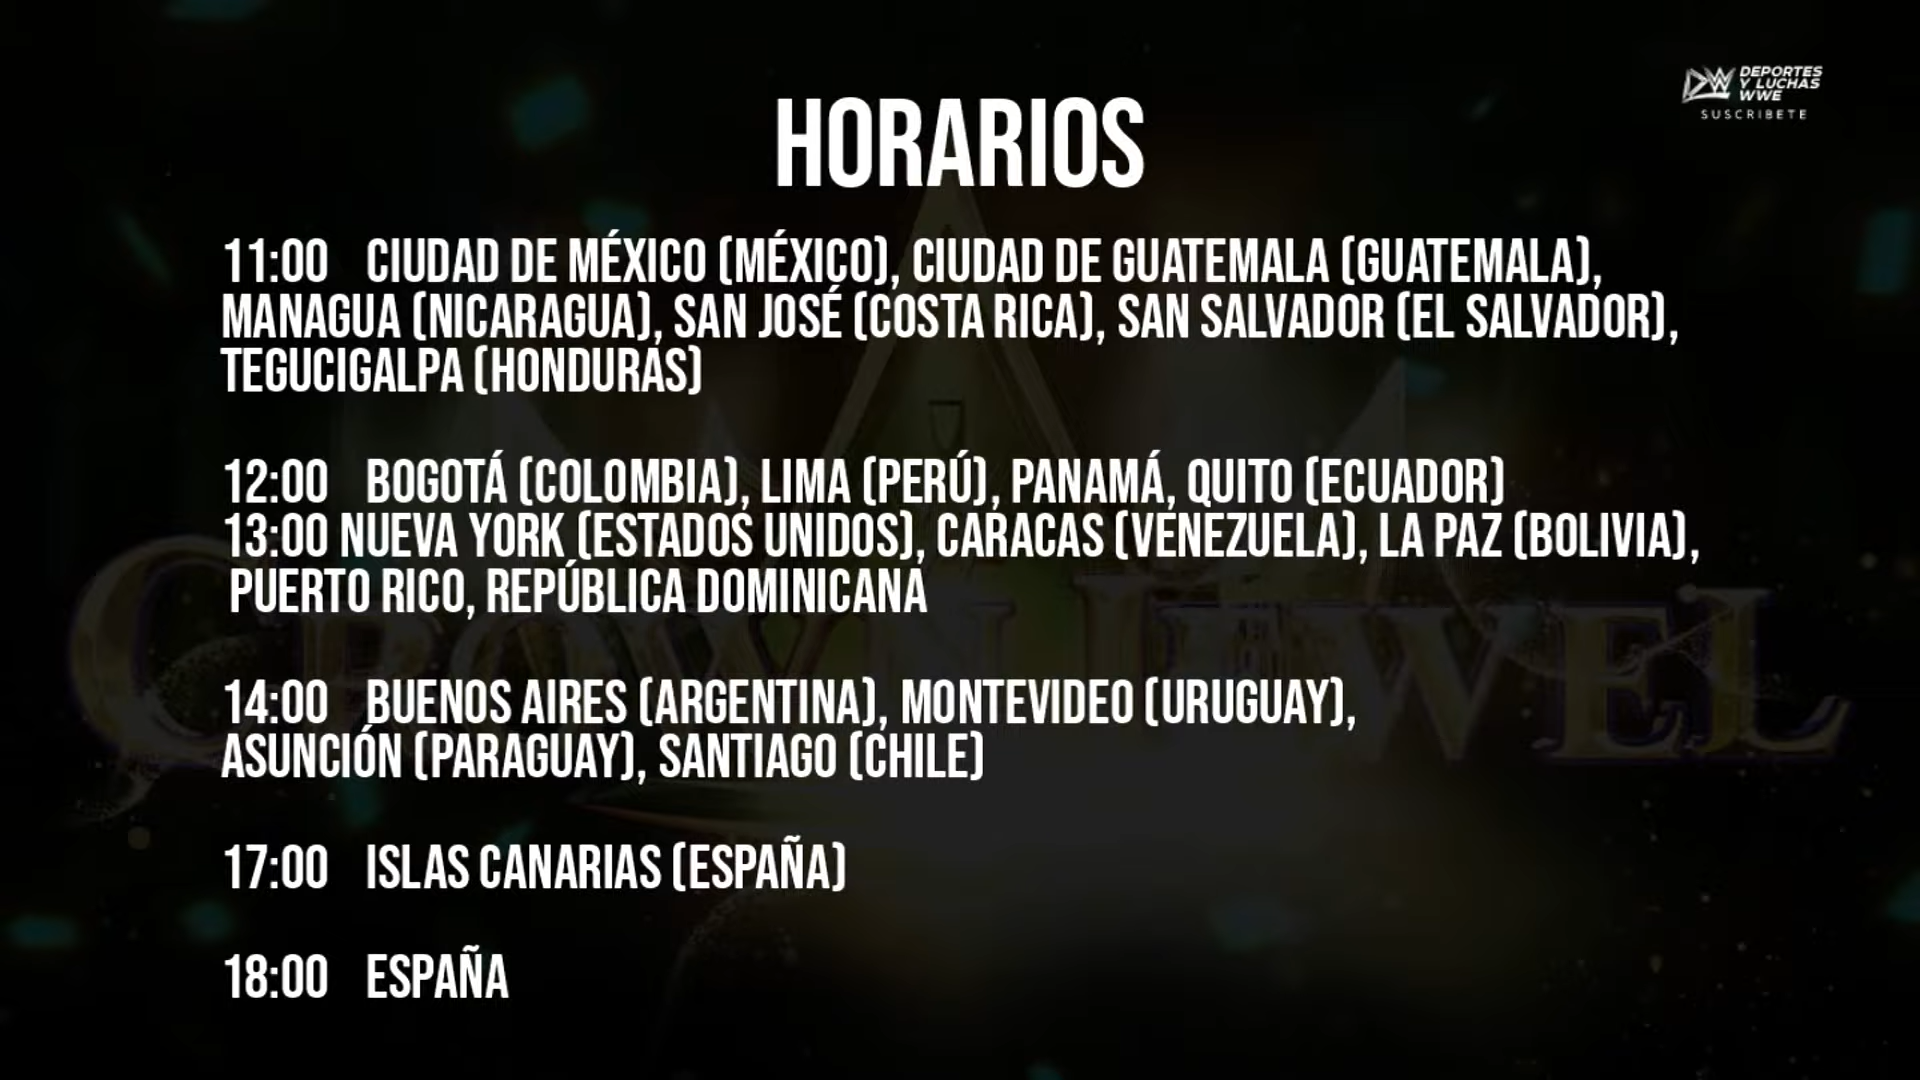 DEPORTES
Y LUCHAS
WWE
SUSCRIBETE
HORARIOS
11:00 CIUDAD DE MÉXICO (MÉXICO), CIUDAD DE GUATEMALA (GUATEMALA),
MANAGUA (NICARAGUA), SAN JOSÉ (COSTA RICA), SAN SALVADOR (EL SALVADOR),
TEGUCIGALPA (HONDURAS)
12:00 BOGOTÁ (COLOMBIA), LIMA (PERÚ), PANAMÁ, QUITO (ECUADOR)
13:00 NUEVA YORK (ESTADOS UNIDOS), CARACAS (VENEZUELA), LA PAZ (BOLIVIA),
PUERTO RICO, REPÚBLICA DOMINICANA
14:00 BUENOS AIRES (ARGENTINA), MONTEVIDEO (URUGUAY),
ASUNCIÓN (PARAGUAY), SANTIAGO (CHILE)
17:00 ISLAS CANARIAS (ESPAÑA)
18:00 ESPAÑA
CROWN JEWEL